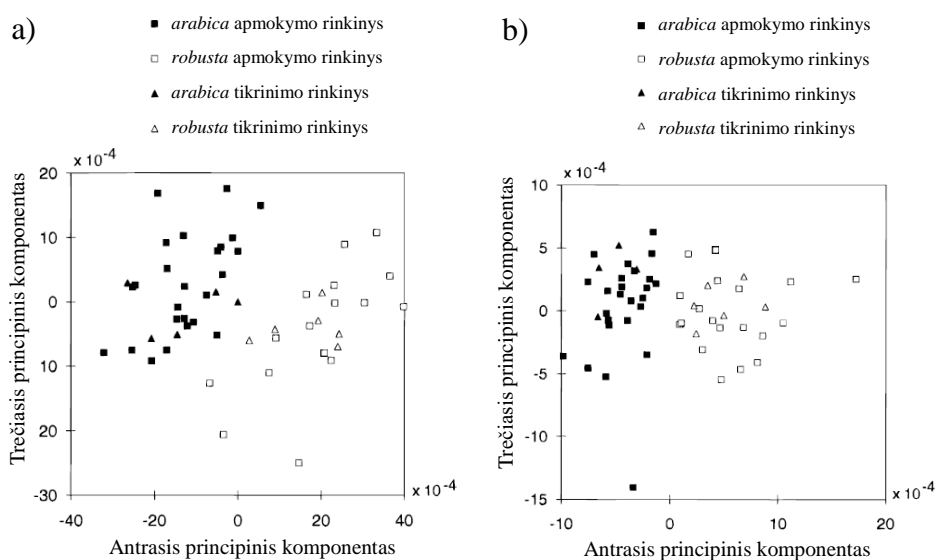 a)
■ arabica apmokymo rinkinys
□ robusta apmokymo rinkinys
▲ arabica tikrinimo rinkinys
△ robusta tikrinimo rinkinys
x 10⁻⁴
20
10
0
10
20
-30
-40
-20
0
20
40
x 10⁻⁴
Trečiasis principinis komponentas
Antrasis principinis komponentas
b)
■ arabica apmokymo rinkinys
□ robusta apmokymo rinkinys
▲ arabica tikrinimo rinkinys
△ robusta tikrinimo rinkinys
x 10⁻⁴
10
5
0
-5
-10
-15
-10
0
10
20
x 10⁻⁴
Trečiasis principinis komponentas
Antrasis principinis komponentas